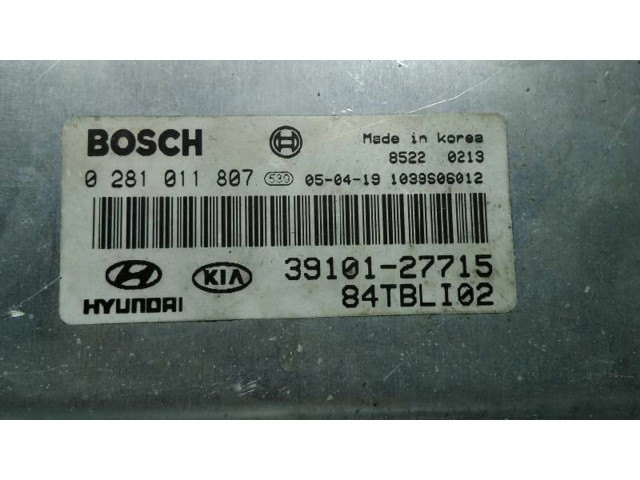 BOSCH
Made in korea
8522 0213
0 281 011 807 539 05-04-19 1039S06012
39101-27715
HYUNDAI KIA 84TBLI02